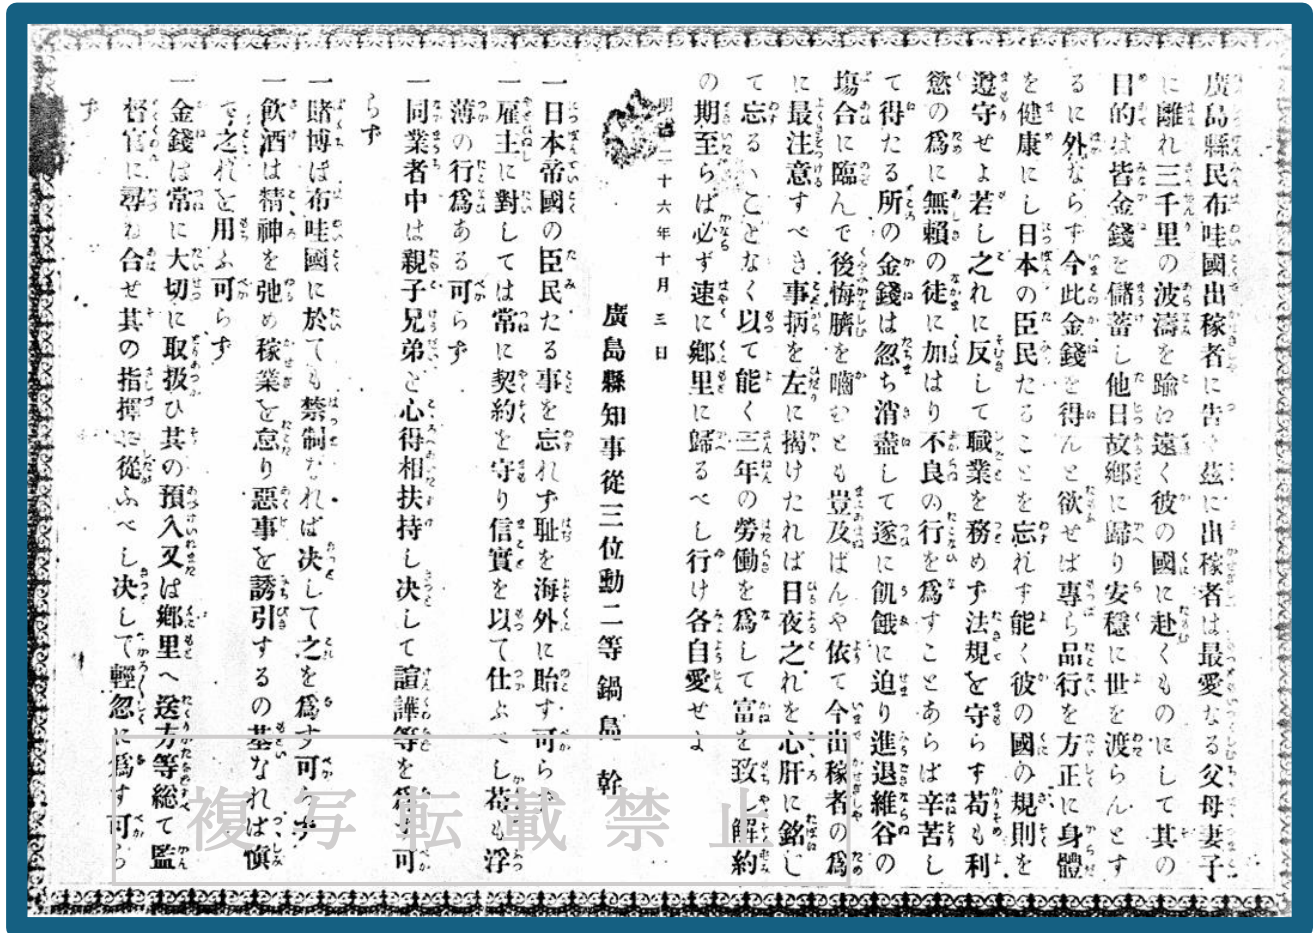 廣島縣民布哇國出稼者に告ぐ茲に出稼者は最愛なる父母妻子
に離れ三千里の波濤を踰ゑ遠く彼の國に赴くものにして其の
目的は皆金錢を儲蓄し他日故鄉に歸り安穩に世を渡らんとす
るに外ならず今此金錢を得んと欲せば專ら品行を方正に身體
を健康にし日本の臣民たることを忘れす能く彼の國の規則を
遵守せよ若し之れに反して職業を務めず法規を守らす苟も利
慾の爲に無賴の徒に加はり不良の行を爲すことあらば辛苦し
て得たる所の金錢は忽ち消盡して遂に飢餓に迫り進退維谷の
塲合に臨んで後悔臍を嚙むとも豈及ばんや依て今出稼者の爲
に最注意すべき事柄を左に揭けたれば日夜之れを心肝に銘し
て忘るゝことなく以て能く三年の勞働を爲して富を致し解約
の期至らば必ず速に鄉里に歸るべし行け各自愛せよ
明治二十六年十月三日
廣島縣知事從三位勳二等鍋島幹
一日本帝國の臣民たる事を忘れず耻を海外に貽す可らず
一雇主に對しては常に契約を守り信實を以て仕ふべし苟も浮
薄の行爲ある可らず
一同業者中は親子兄弟と心得相扶持し决して諠譁等を爲す可
らず
一賭博は布哇國に於ても禁制なれば决して之を爲す可らず
一飮酒は精神を弛め稼業を怠り惡事を誘引するの基なれば愼
で之れを用ふ可らず
一金錢は常に大切に取扱ひ其の預入又は鄉里へ送方等総て監
督官に尋ね合せ其の指揮に從ふべし决して輕忽に爲す可ら
ず
複写転載禁止